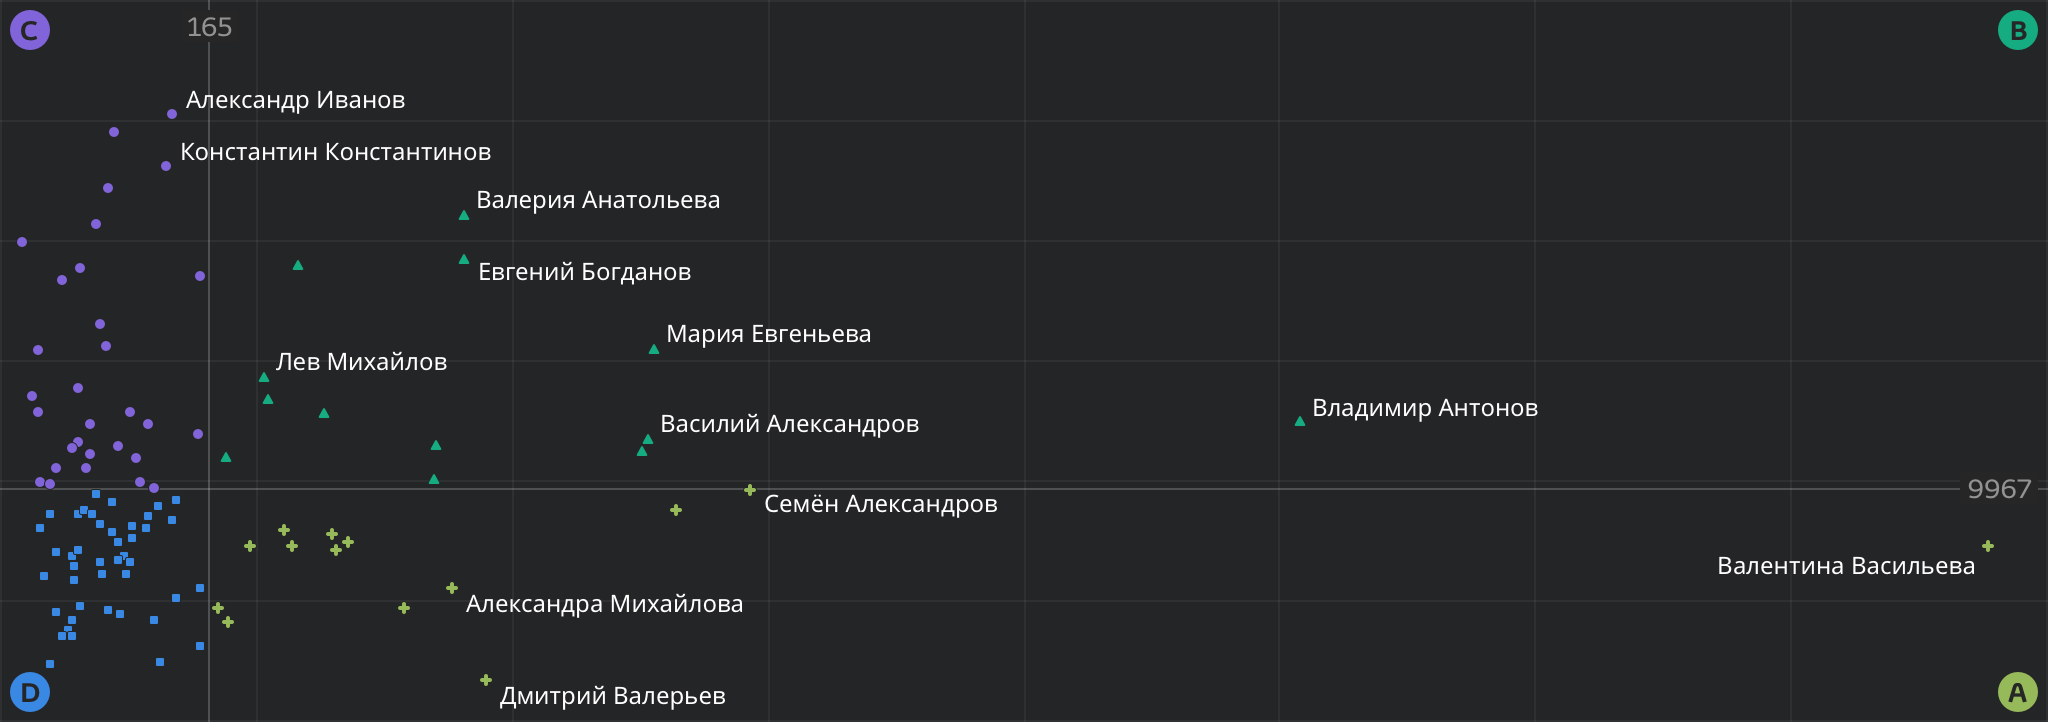 C
165
B
Александр Иванов
Константин Константинов
Валерия Анатольева
Евгений Богданов
Мария Евгеньева
Лев Михайлов
Владимир Антонов
Василий Александров
9967
Семён Александров
Валентина Васильева
Александра Михайлова
Дмитрий Валерьев
D
A